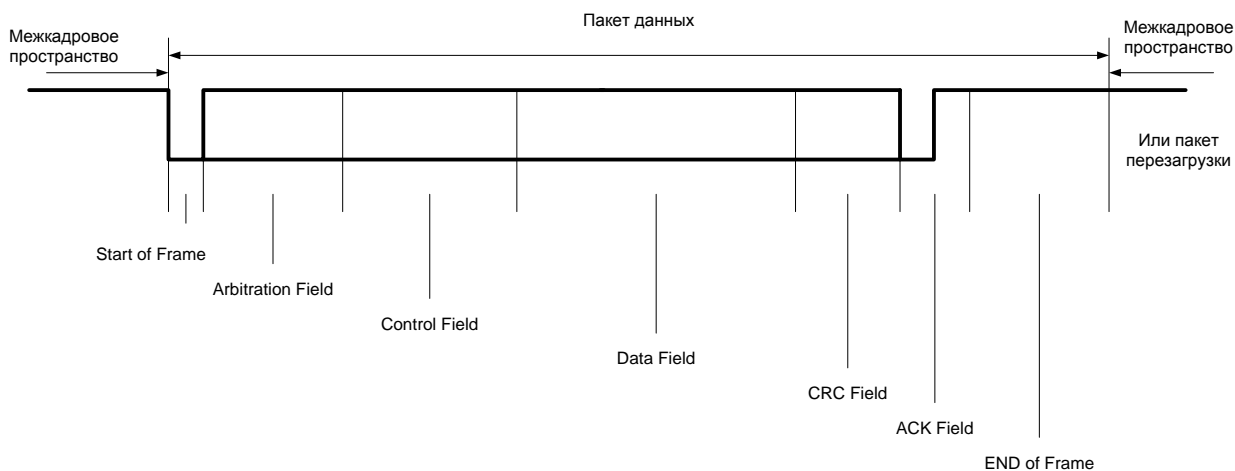 Пакет данных
Межкадровое
пространство
Межкадровое
пространство
Или пакет
перезагрузки
Start of Frame
Arbitration Field
Control Field
Data Field
CRC Field
ACK Field
END of Frame